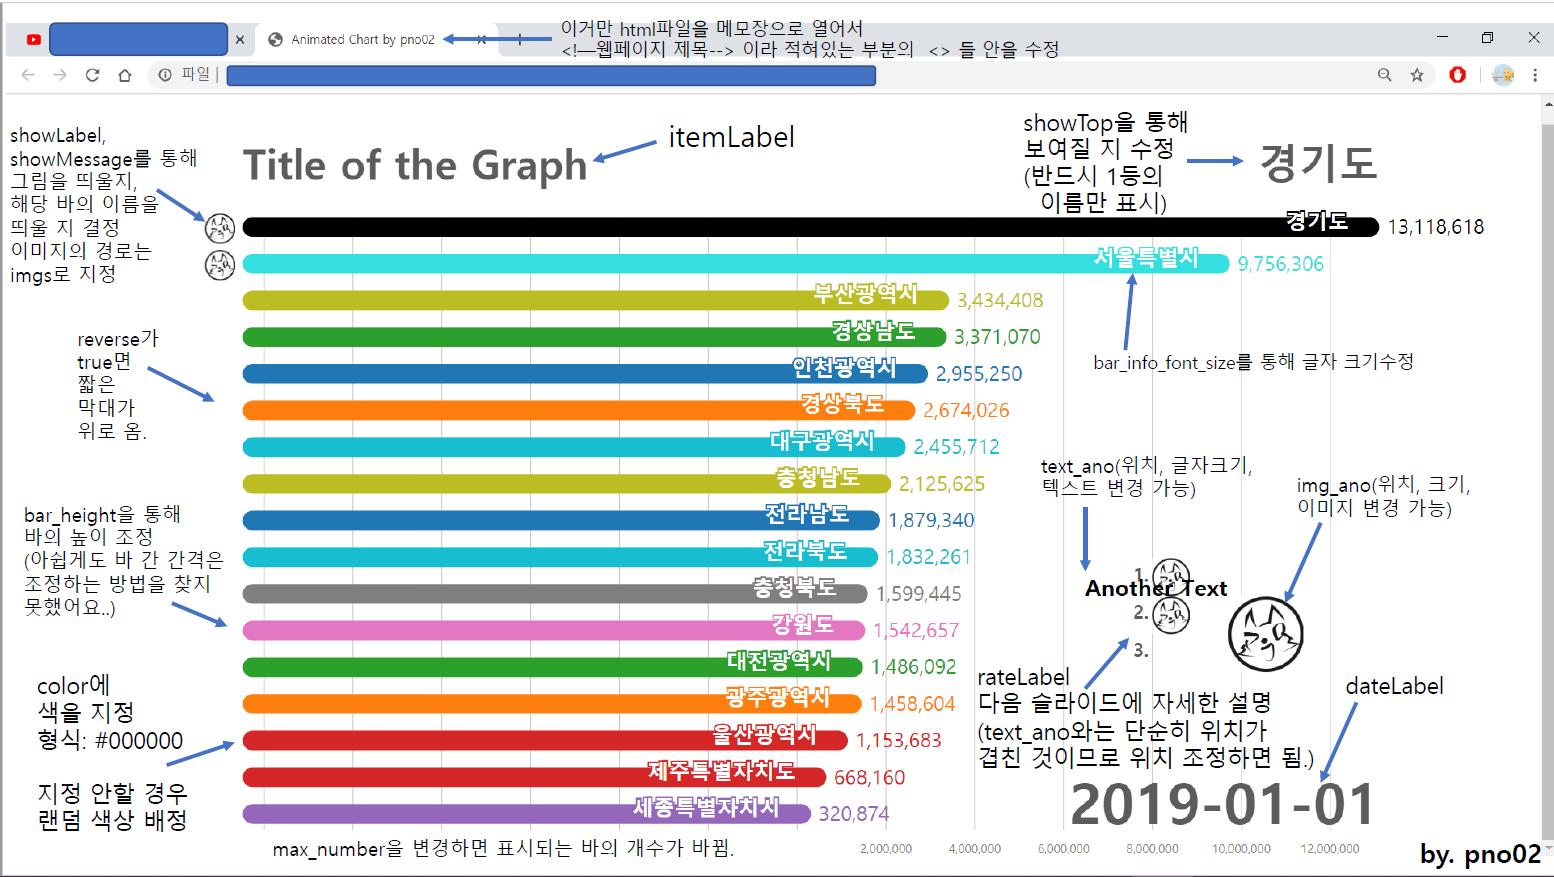 Animated Chart by pno02
이거만 html파일을 메모장으로 열어서
<!—웹페이지 제목--> 이라 적혀있는 부분의 <> 들 안을 수정
파일
showLabel,
showMessage를 통해
그림을 띄울지,
해당 바의 이름을
띄울 지 결정
이미지의 경로는
imgs로 지정
Title of the Graph
itemLabel
showTop을 통해
보여질 지 수정
(반드시 1등의
이름만 표시)
경기도
경기도 13,118,618
서울특별시 9,756,306
부산광역시 3,434,408
경상남도 3,371,070
인천광역시 2,955,250
경상북도 2,674,026
대구광역시 2,455,712
충청남도 2,125,625
전라남도 1,879,340
전라북도 1,832,261
충청북도 1,599,445
강원도 1,542,657
대전광역시 1,486,092
광주광역시 1,458,604
울산광역시 1,153,683
제주특별자치도 668,160
세종특별자치시 320,874
reverse가
true면
짧은
막대가
위로 옴.
bar_info_font_size를 통해 글자 크기수정
bar_height을 통해
바의 높이 조정
(아쉽게도 바 간 간격은
조정하는 방법을 찾지
못했어요..)
text_ano(위치, 글자크기,
텍스트 변경 가능)
img_ano(위치, 크기,
이미지 변경 가능)
1.
Another Text
2.
3.
color에
색을 지정
형식: #000000
지정 안할 경우
랜덤 색상 배정
rateLabel
다음 슬라이드에 자세한 설명
(text_ano와는 단순히 위치가
겹친 것이므로 위치 조정하면 됨.)
dateLabel
2019-01-01
max_number을 변경하면 표시되는 바의 개수가 바뀜.
2,000,000 4,000,000 6,000,000 8,000,000 10,000,000 12,000,000
by. pno02